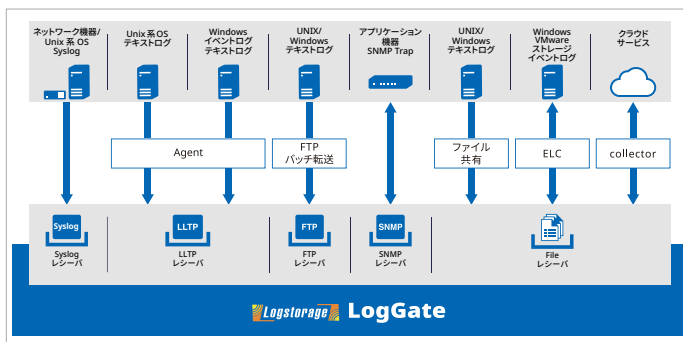 ネットワーク機器/
Unix 系 OS
Syslog
Unix 系OS
テキストログ
Windows
イベントログ
テキストログ
UNIX/
Windows
テキストログ
アプリケーション
機器
SNMP Trap
UNIX/
Windows
テキストログ
Windows
VMware
ストレージ
イベントログ
クラウド
サービス
Agent
FTP
バッチ転送
ファイル
共有
ELC
collector
Syslog
LLTP
FTP
SNMP
Syslog
レシーバ
LLTP
レシーバ
FTP
レシーバ
SNMP
レシーバ
File
レシーバ
Logstorage LogGate